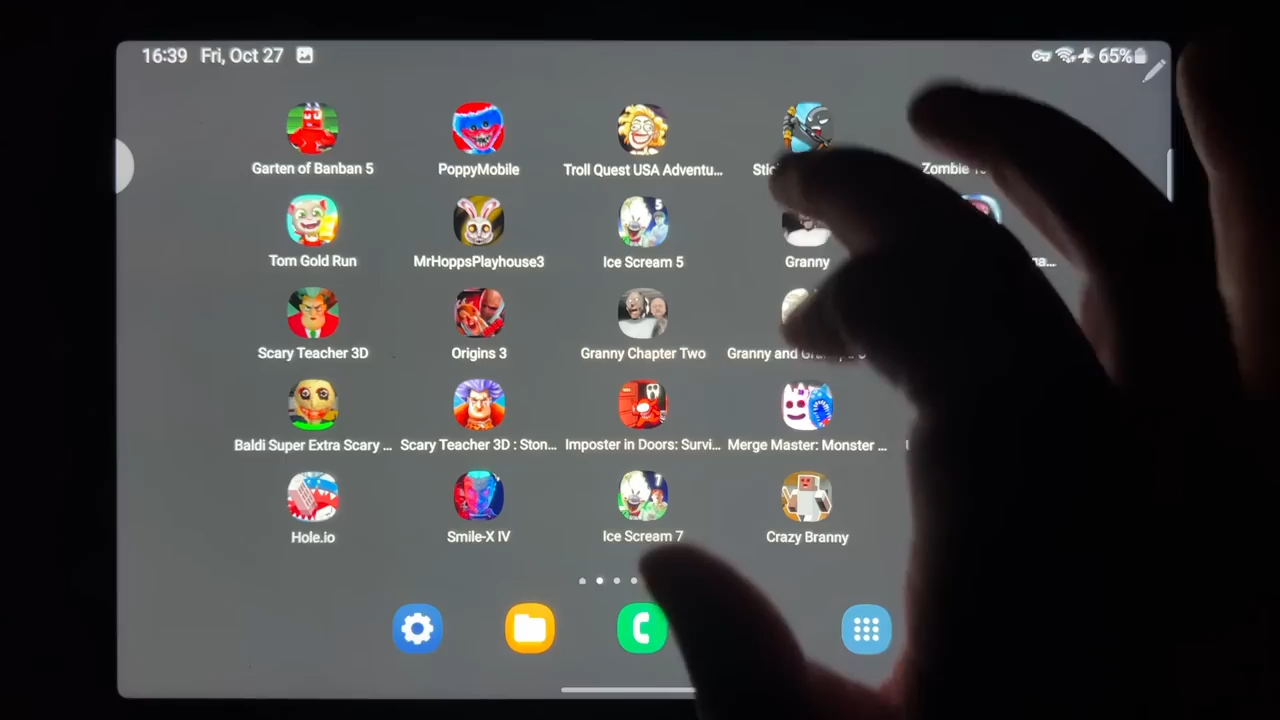 16:39 Fri, Oct 27 65%
Garten of Banban 5 PoppyMobile Troll Quest USA Adventu... Zombie
Tom Gold Run MrHoppsPlayhouse3 Ice Scream 5 Granny
Scary Teacher 3D Origins 3 Granny Chapter Two Granny and
Baldi Super Extra Scary ... Scary Teacher 3D : Ston... Imposter in Doors: Survi... Merge Master: Monster ...
Hole.io Smile-X IV Ice Scream 7 Crazy Branny